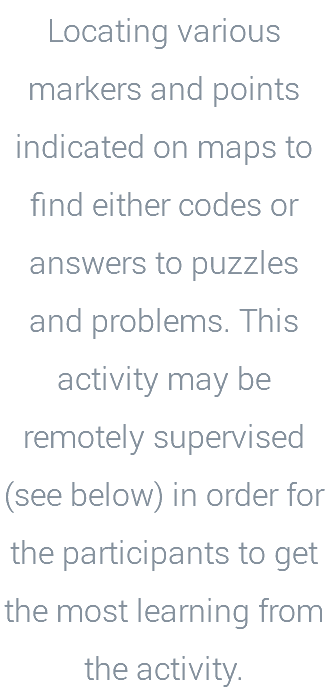 Locating various
markers and points
indicated on maps to
find either codes or
answers to puzzles
and problems. This
activity may be
remotely supervised
(see below) in order for
the participants to get
the most learning from
the activity.